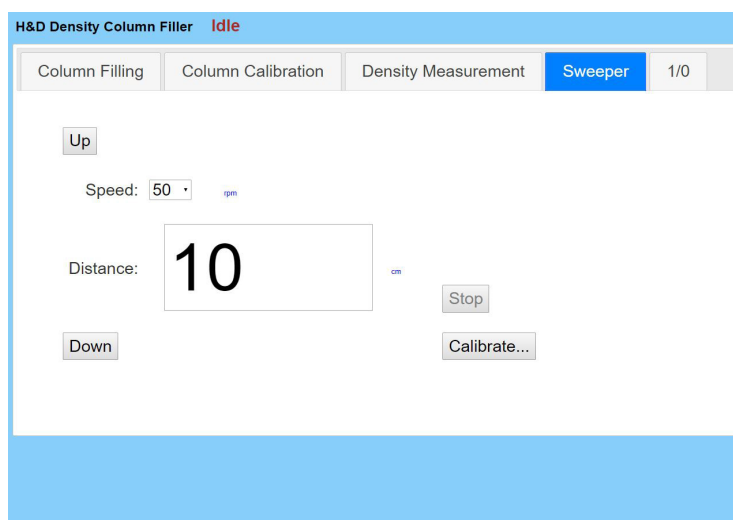 H&D Density Column Filler Idle
Column Filling Column Calibration Density Measurement Sweeper 1/0
Up
Speed: 50 rpm
Distance: 10 cm
Stop
Down Calibrate...